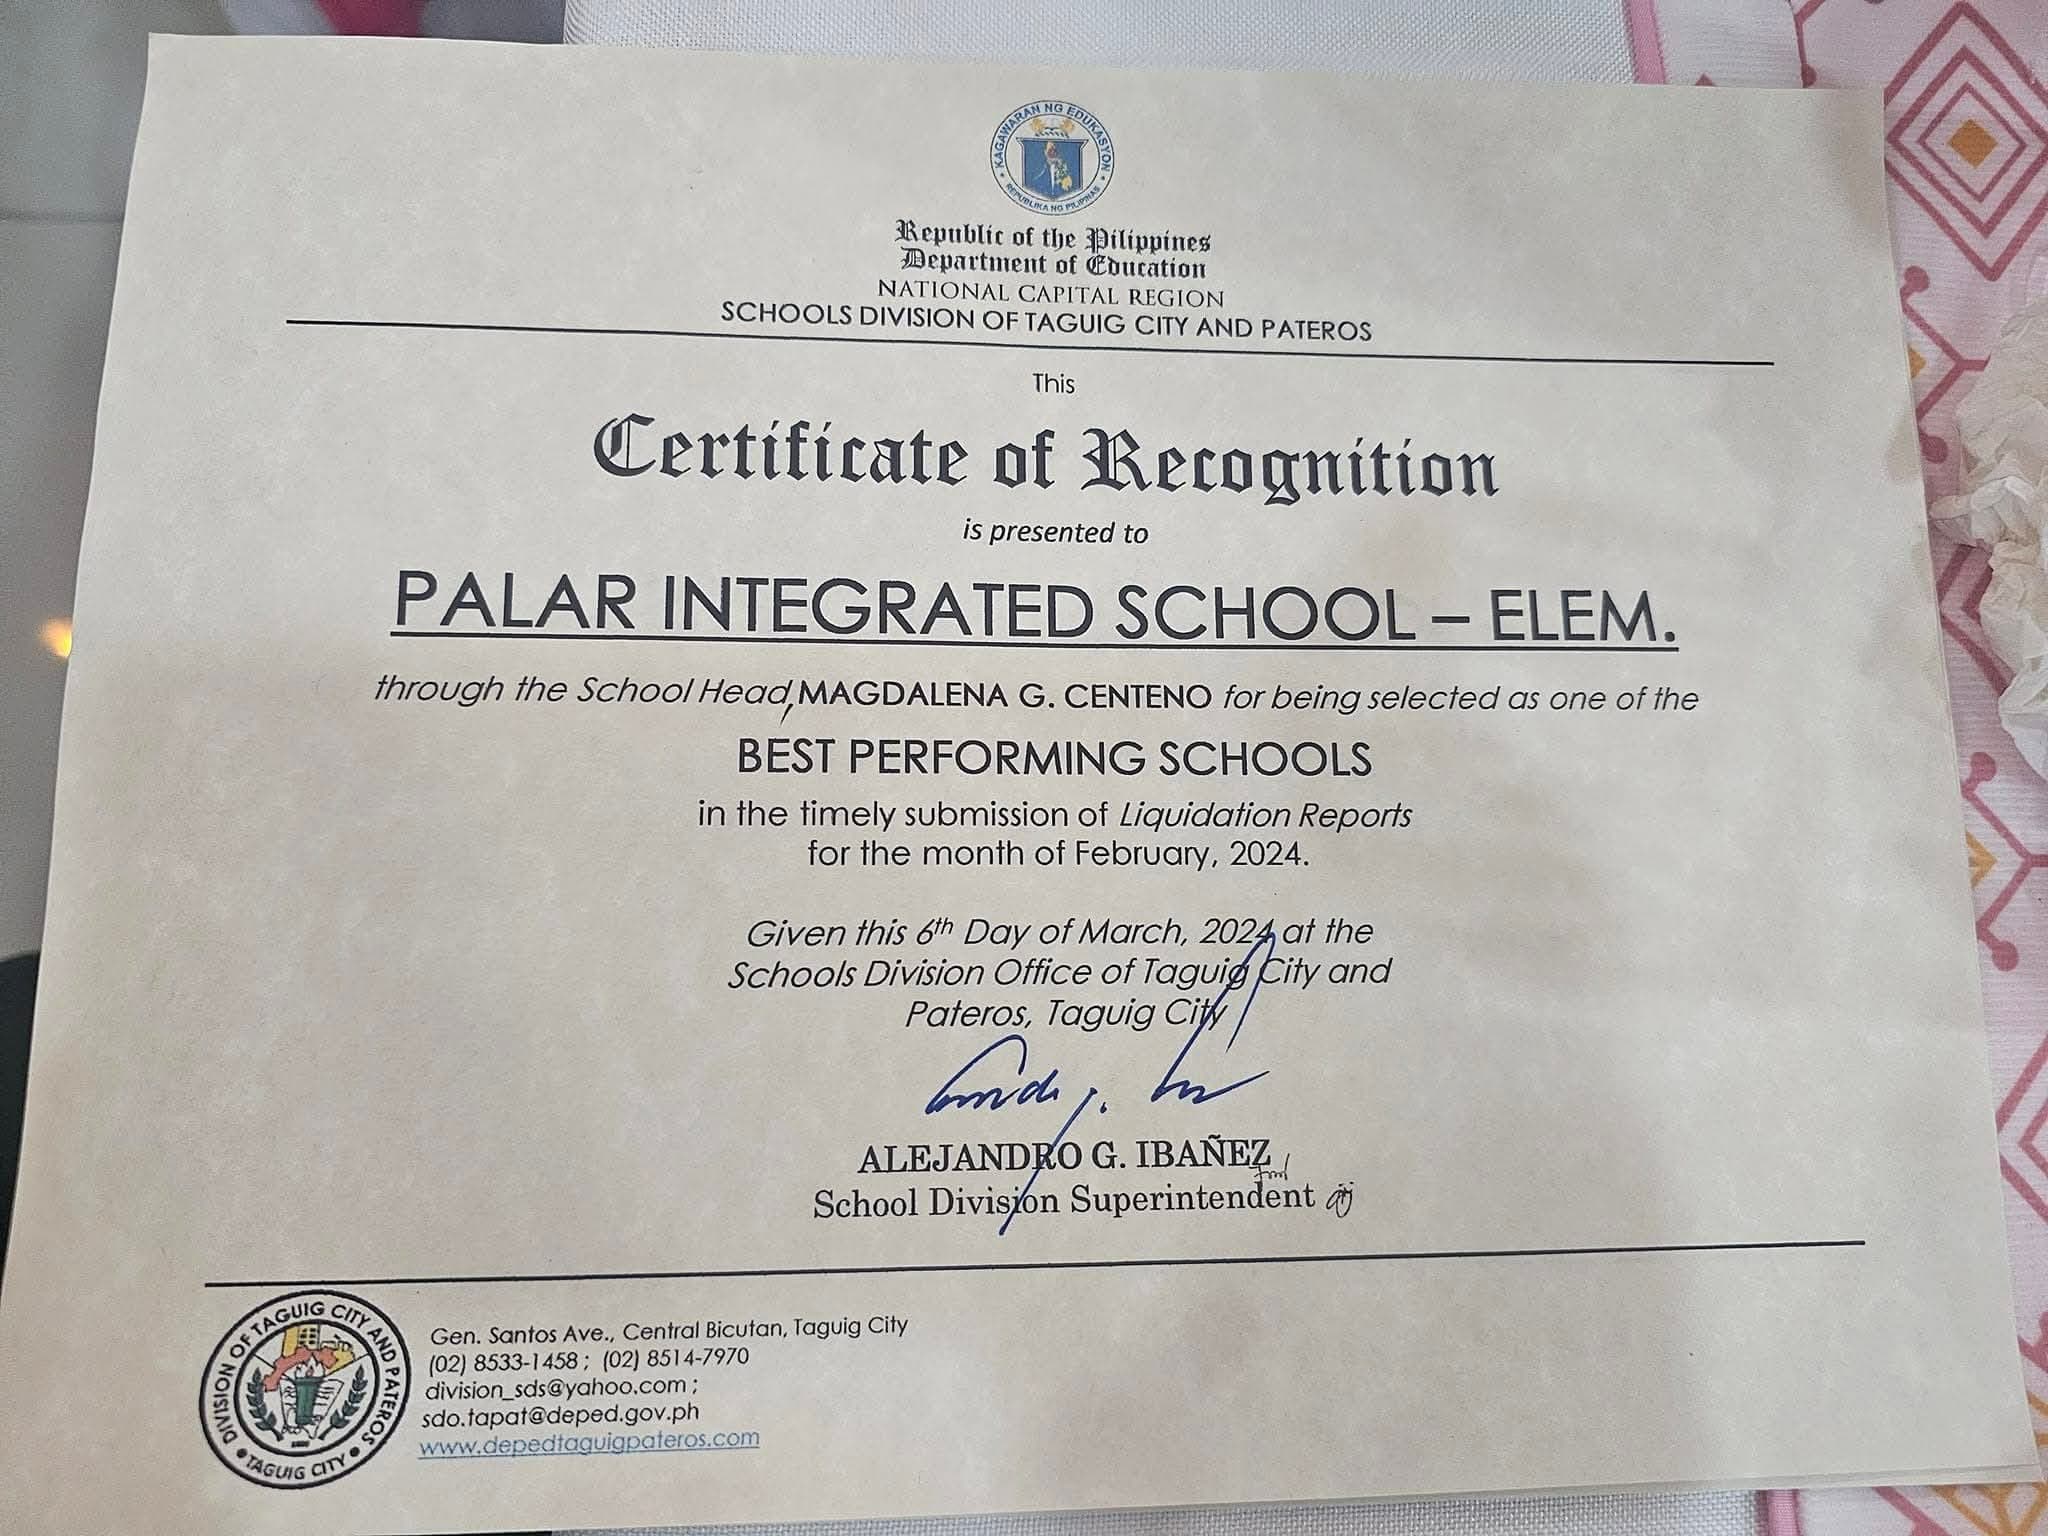 KAGAWARAN NG EDUKASYON
REPUBLIKA NG PILIPINAS
Republic of the Pilippines
Department of Education
NATIONAL CAPITAL REGION
SCHOOLS DIVISION OF TAGUIG CITY AND PATEROS
This
Certificate of Recognition
is presented to
PALAR INTEGRATED SCHOOL – ELEM.
through the School Head, MAGDALENA G. CENTENO for being selected as one of the
BEST PERFORMING SCHOOLS
in the timely submission of Liquidation Reports
for the month of February, 2024.
Given this 6th Day of March, 2024 at the
Schools Division Office of Taguig City and
Pateros, Taguig City
ALEJANDRO G. IBAÑEZ
School Division Superintendent
DIVISION OF TAGUIG CITY AND PATEROS
TAGUIG CITY
Gen. Santos Ave., Central Bicutan, Taguig City
(02) 8533-1458 ; (02) 8514-7970
division_sds@yahoo.com ;
sdo.tapat@deped.gov.ph
www.depedtaguigpateros.com